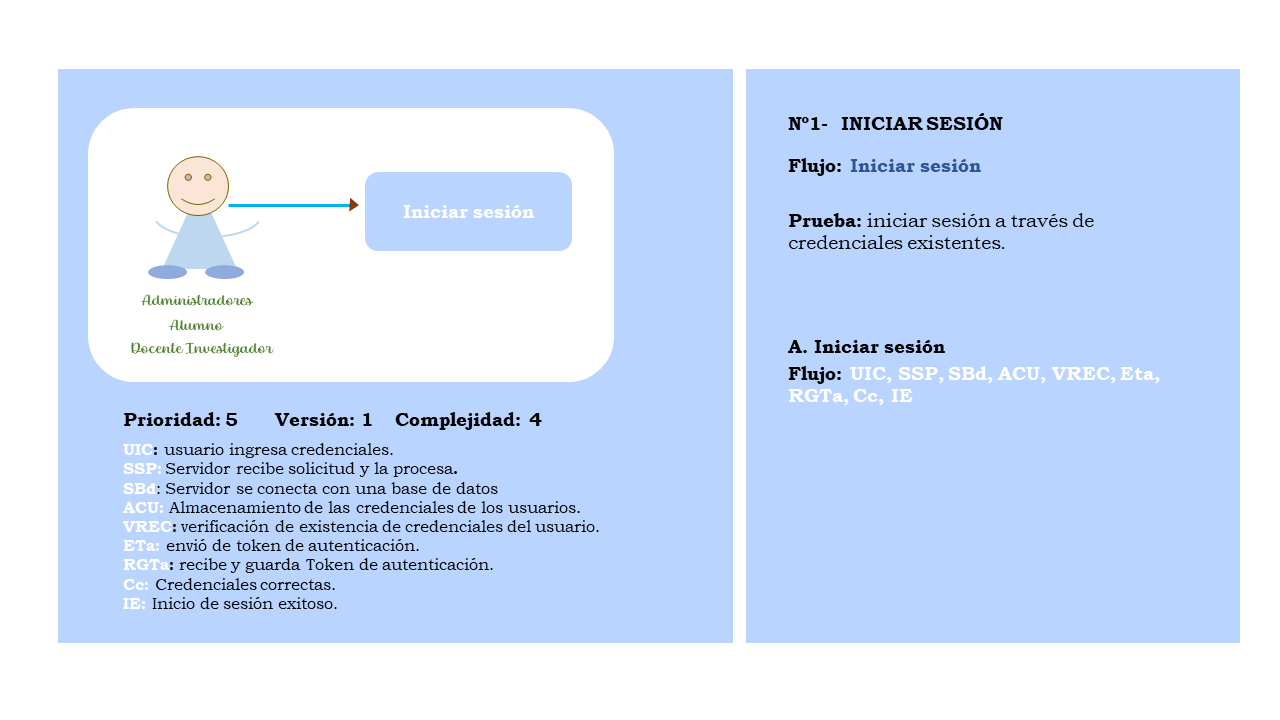 Iniciar sesión
Administradores
Alumno
Docente Investigador
Prioridad: 5 Versión: 1 Complejidad: 4
UIC: usuario ingresa credenciales.
SSP: Servidor recibe solicitud y la procesa.
SBd: Servidor se conecta con una base de datos
ACU: Almacenamiento de las credenciales de los usuarios.
VREC: verificación de existencia de credenciales del usuario.
ETa: envió de token de autenticación.
RGTa: recibe y guarda Token de autenticación.
Cc: Credenciales correctas.
IE: Inicio de sesión exitoso.
Nº1- INICIAR SESIÓN
Flujo: Iniciar sesión
Prueba: iniciar sesión a través de
credenciales existentes.
A. Iniciar sesión
Flujo: UIC, SSP, SBd, ACU, VREC, Eta,
RGTa, Cc, IE